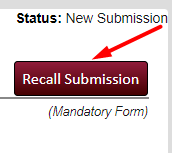 Status: New Submission
Recall Submission
(Mandatory Form)